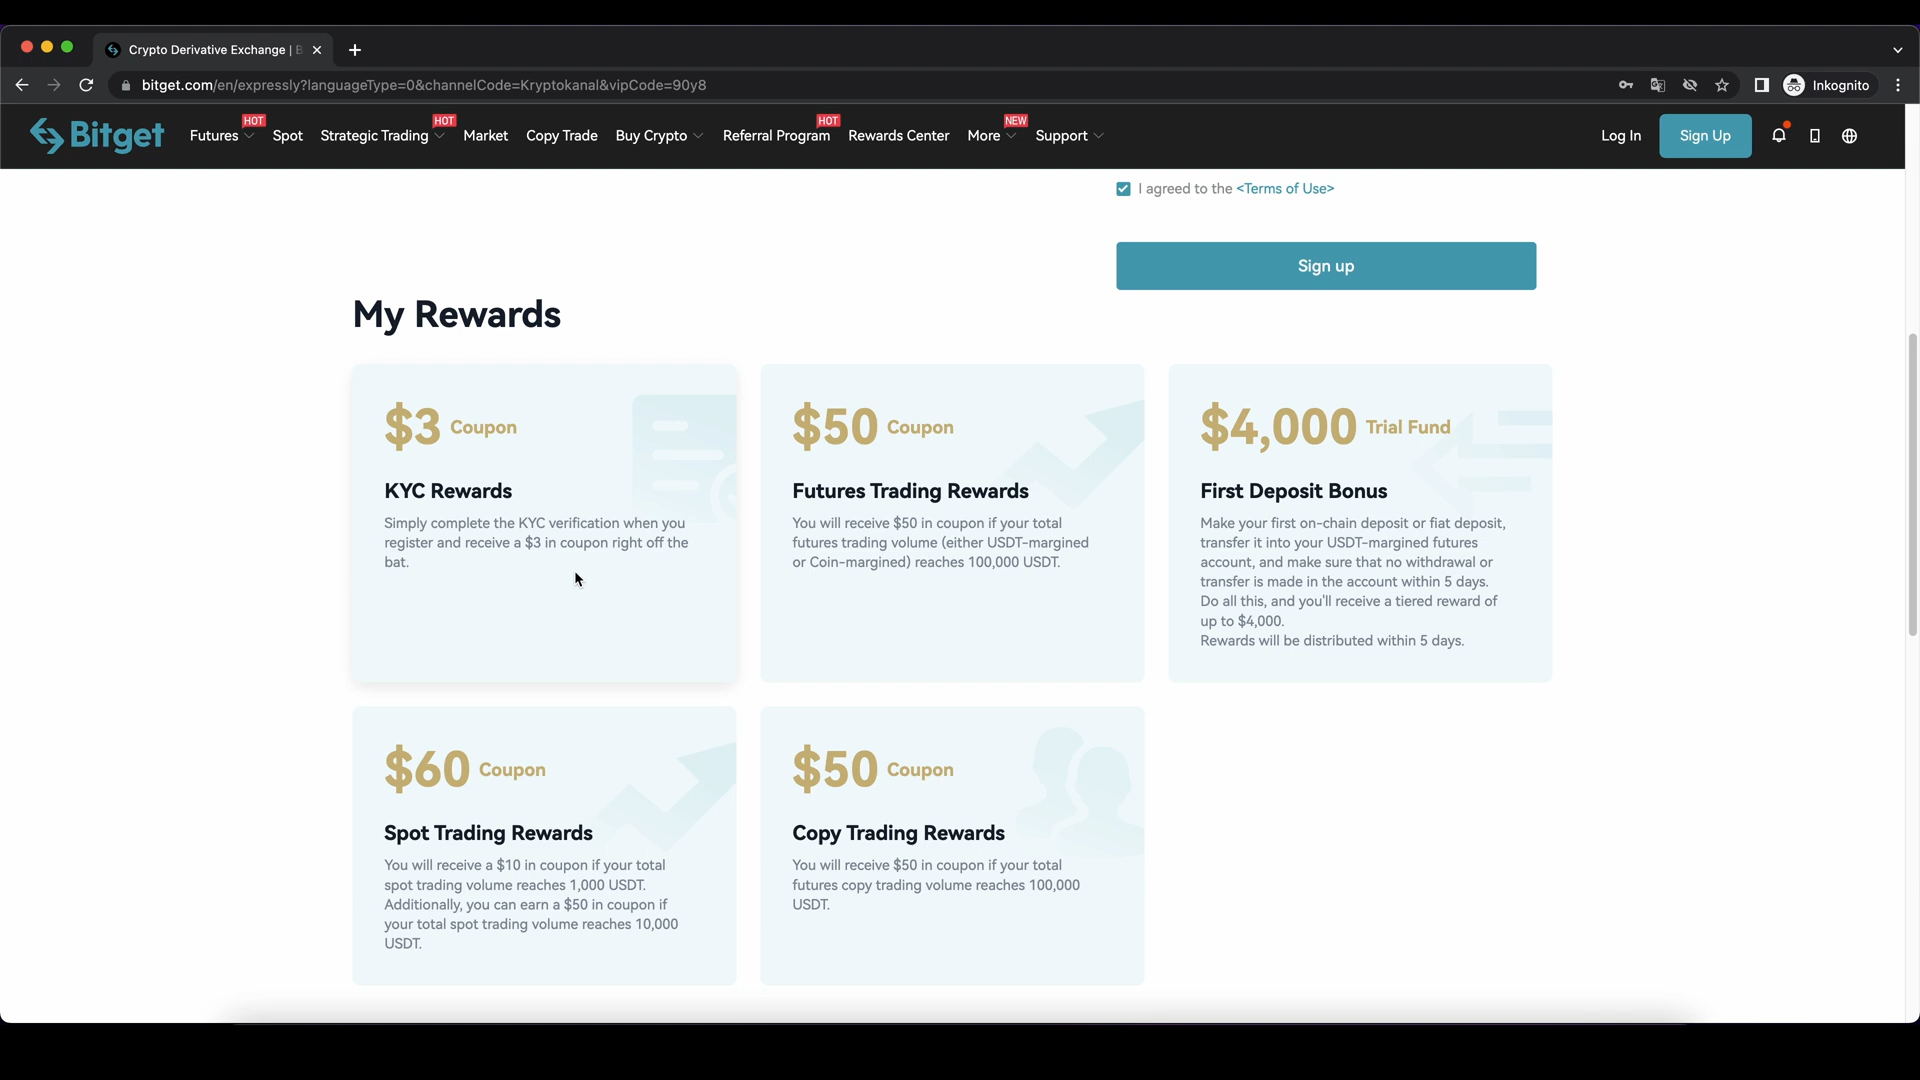 Crypto Derivative Exchange | B
bitget.com/en/expressly?languageType=0&channelCode=Kryptokanal&vipCode=90y8
Inkognito
Bitget
Futures HOT
Spot
Strategic Trading HOT
Market
Copy Trade
Buy Crypto
Referral Program HOT
Rewards Center
More NEW
Support
Log In
Sign Up
I agreed to the <Terms of Use>
Sign up
My Rewards
$3 Coupon
KYC Rewards
Simply complete the KYC verification when you
register and receive a $3 in coupon right off the
bat.
$50 Coupon
Futures Trading Rewards
You will receive $50 in coupon if your total
futures trading volume (either USDT-margined
or Coin-margined) reaches 100,000 USDT.
$4,000 Trial Fund
First Deposit Bonus
Make your first on-chain deposit or fiat deposit,
transfer it into your USDT-margined futures
account, and make sure that no withdrawal or
transfer is made in the account within 5 days.
Do all this, and you'll receive a tiered reward of
up to $4,000.
Rewards will be distributed within 5 days.
$60 Coupon
Spot Trading Rewards
You will receive a $10 in coupon if your total
spot trading volume reaches 1,000 USDT.
Additionally, you can earn a $50 in coupon if
your total spot trading volume reaches 10,000
USDT.
$50 Coupon
Copy Trading Rewards
You will receive $50 in coupon if your total
futures copy trading volume reaches 100,000
USDT.